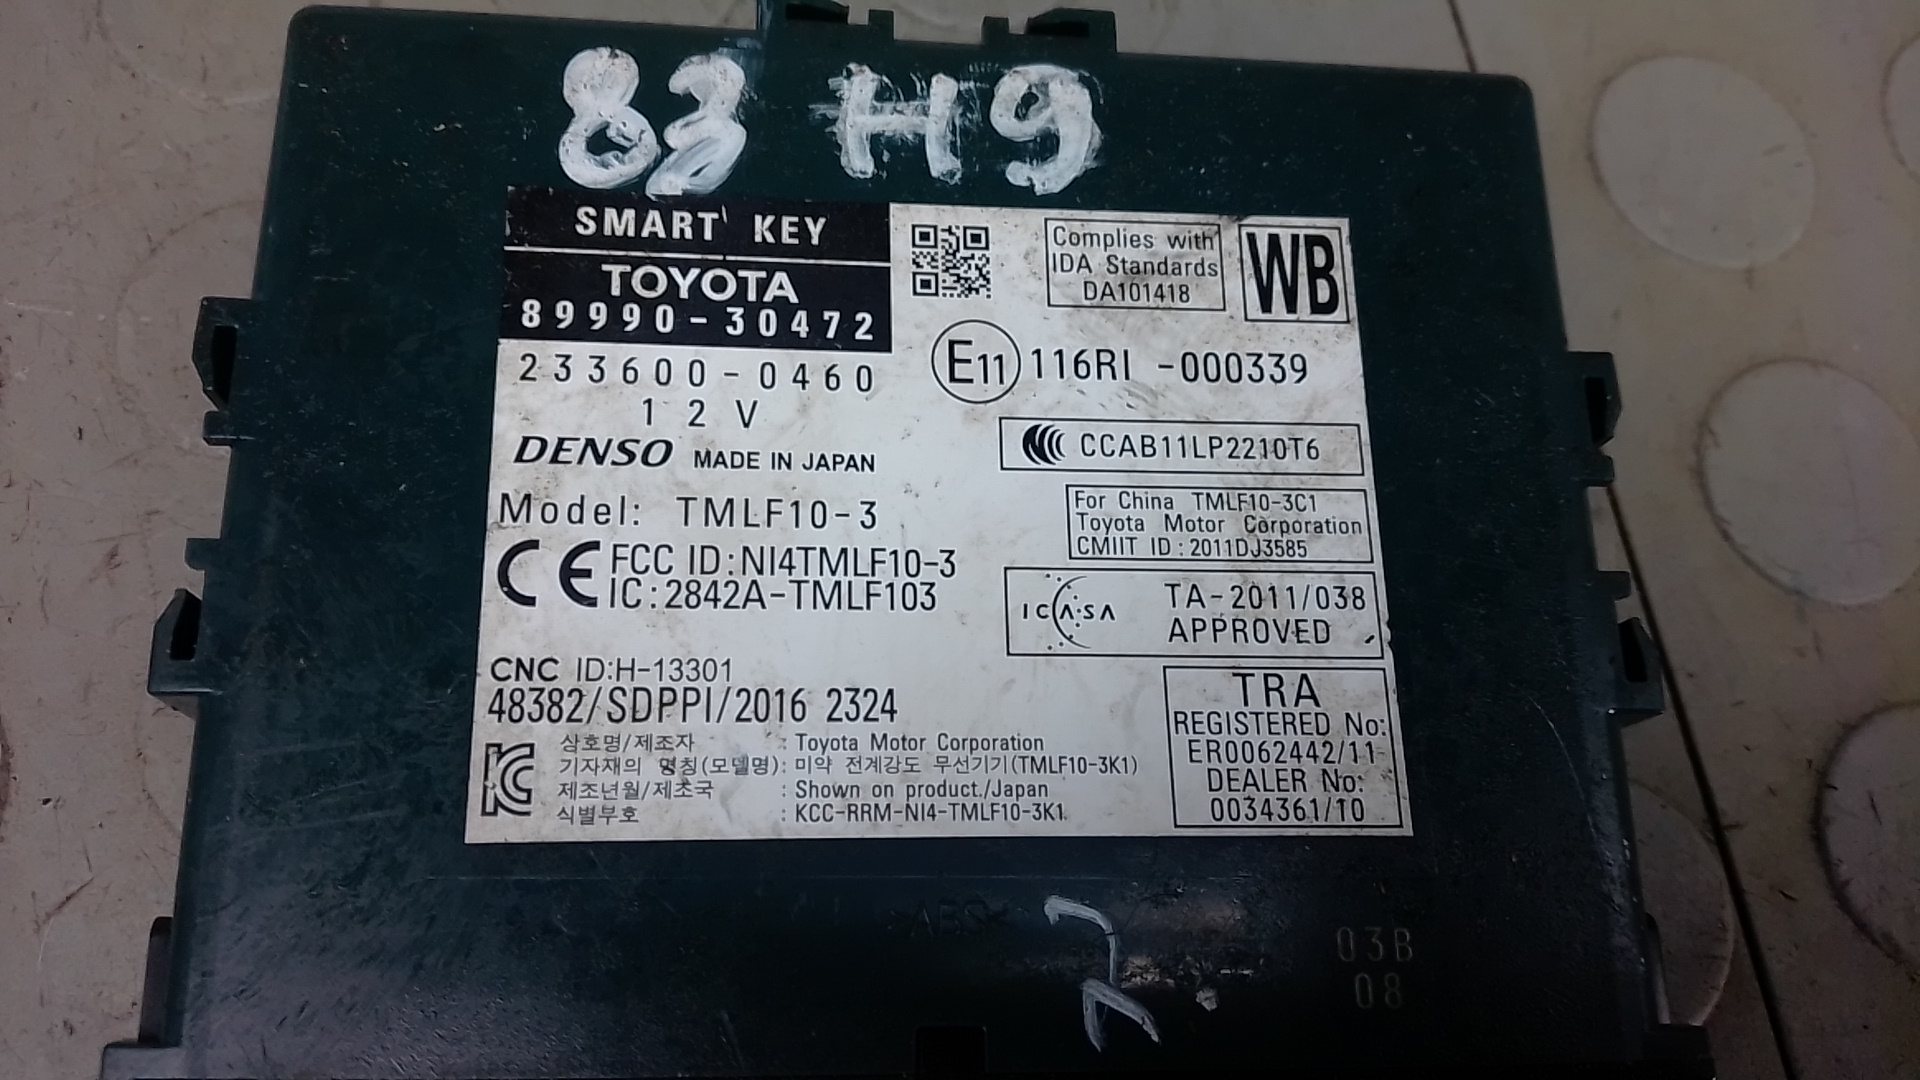 83 H9
SMART KEY
TOYOTA
89990-30472
233600-0460
12V
DENSO MADE IN JAPAN
Model: TMLF10-3
CE FCC ID:NI4TMLF10-3
IC:2842A-TMLF103
CNC ID:H-13301
48382/SDPPI/2016 2324
상호명/제조자 : Toyota Motor Corporation
기자재의 명칭(모델명): 미약 전계강도 무선기기(TMLF10-3K1)
제조년월/제조국 : Shown on product./Japan
식별부호 : KCC-RRM-NI4-TMLF10-3K1
Complies with
IDA Standards
DA101418
WB
E11 116RI -000339
CCAB11LP2210T6
For China TMLF10-3C1
Toyota Motor Corporation
CMIIT ID:2011DJ3585
ICASA
TA-2011/038
APPROVED
TRA
REGISTERED No:
ER0062442/11
DEALER No:
0034361/10
>ABS<
03B
08